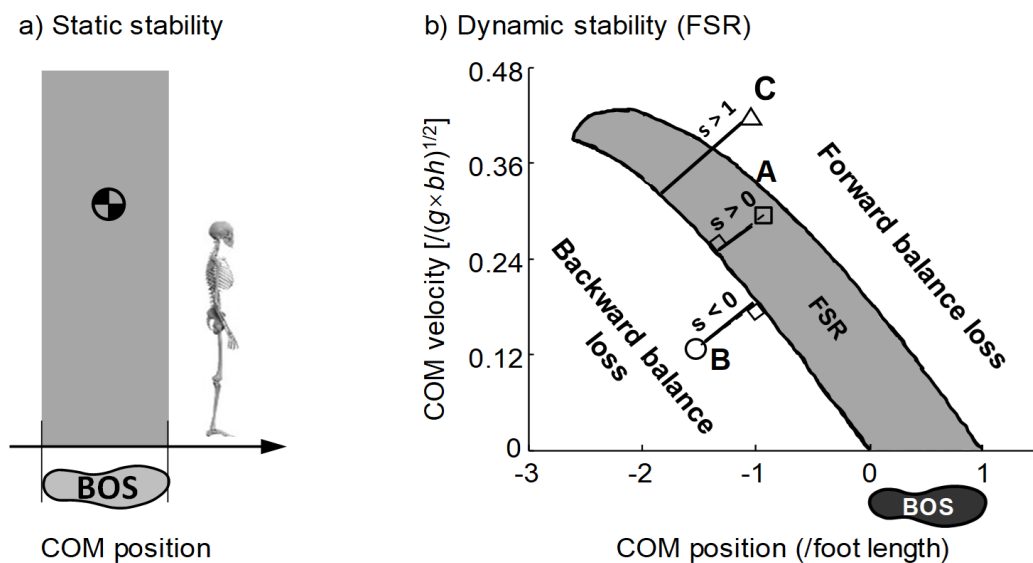 a) Static stability
BOS
COM position
b) Dynamic stability (FSR)
COM velocity [/(g×bh)^1/2]
0.48
0.36
0.24
0.12
0
-3
-2
-1
0
1
C
s > 1
A
s > 0
s < 0
B
FSR
Forward balance loss
Backward balance
loss
BOS
COM position (/foot length)